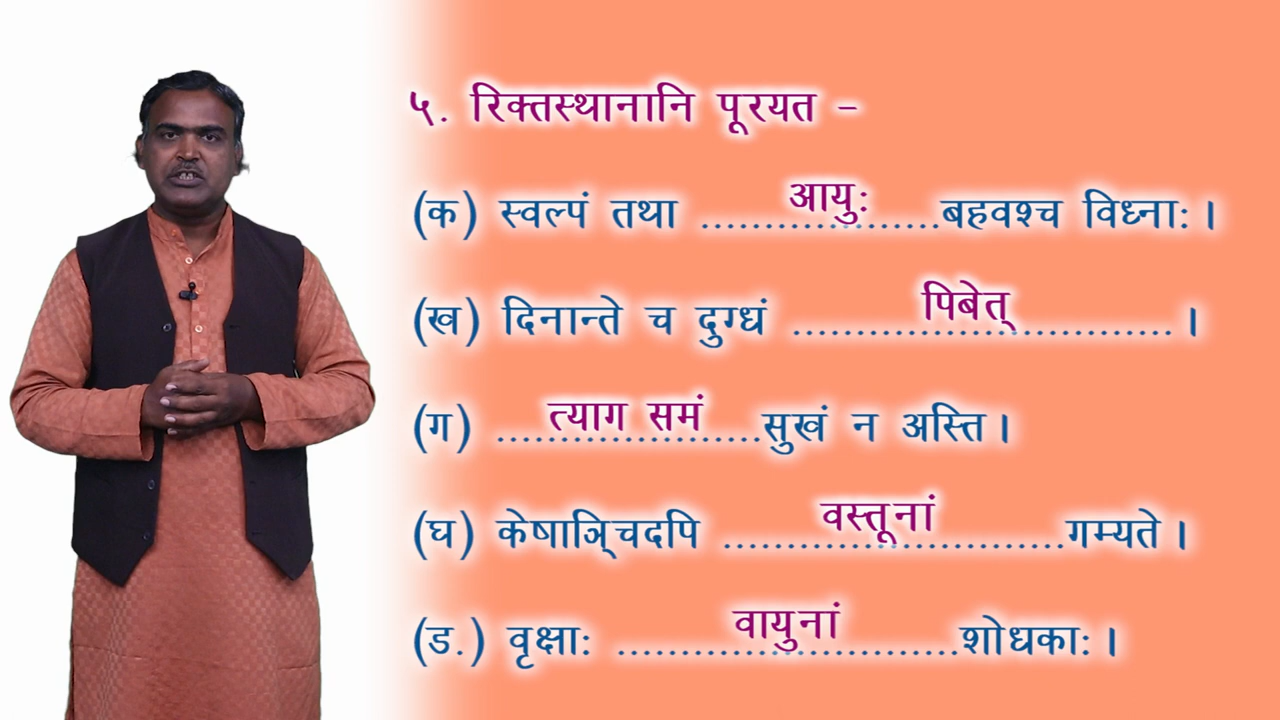 ५. रिक्तस्थानानि पूरयत –
(क) स्वल्पं तथा ......आयुः......बहवश्च विध्नाः।
(ख) दिनान्ते च दुग्धं ......पिबेत्......।
(ग) ......त्याग समं......सुखं न अस्ति।
(घ) केषाञ्चिदपि ......वस्तूनां......गम्यते।
(ड.) वृक्षाः ......वायुनां......शोधकाः।